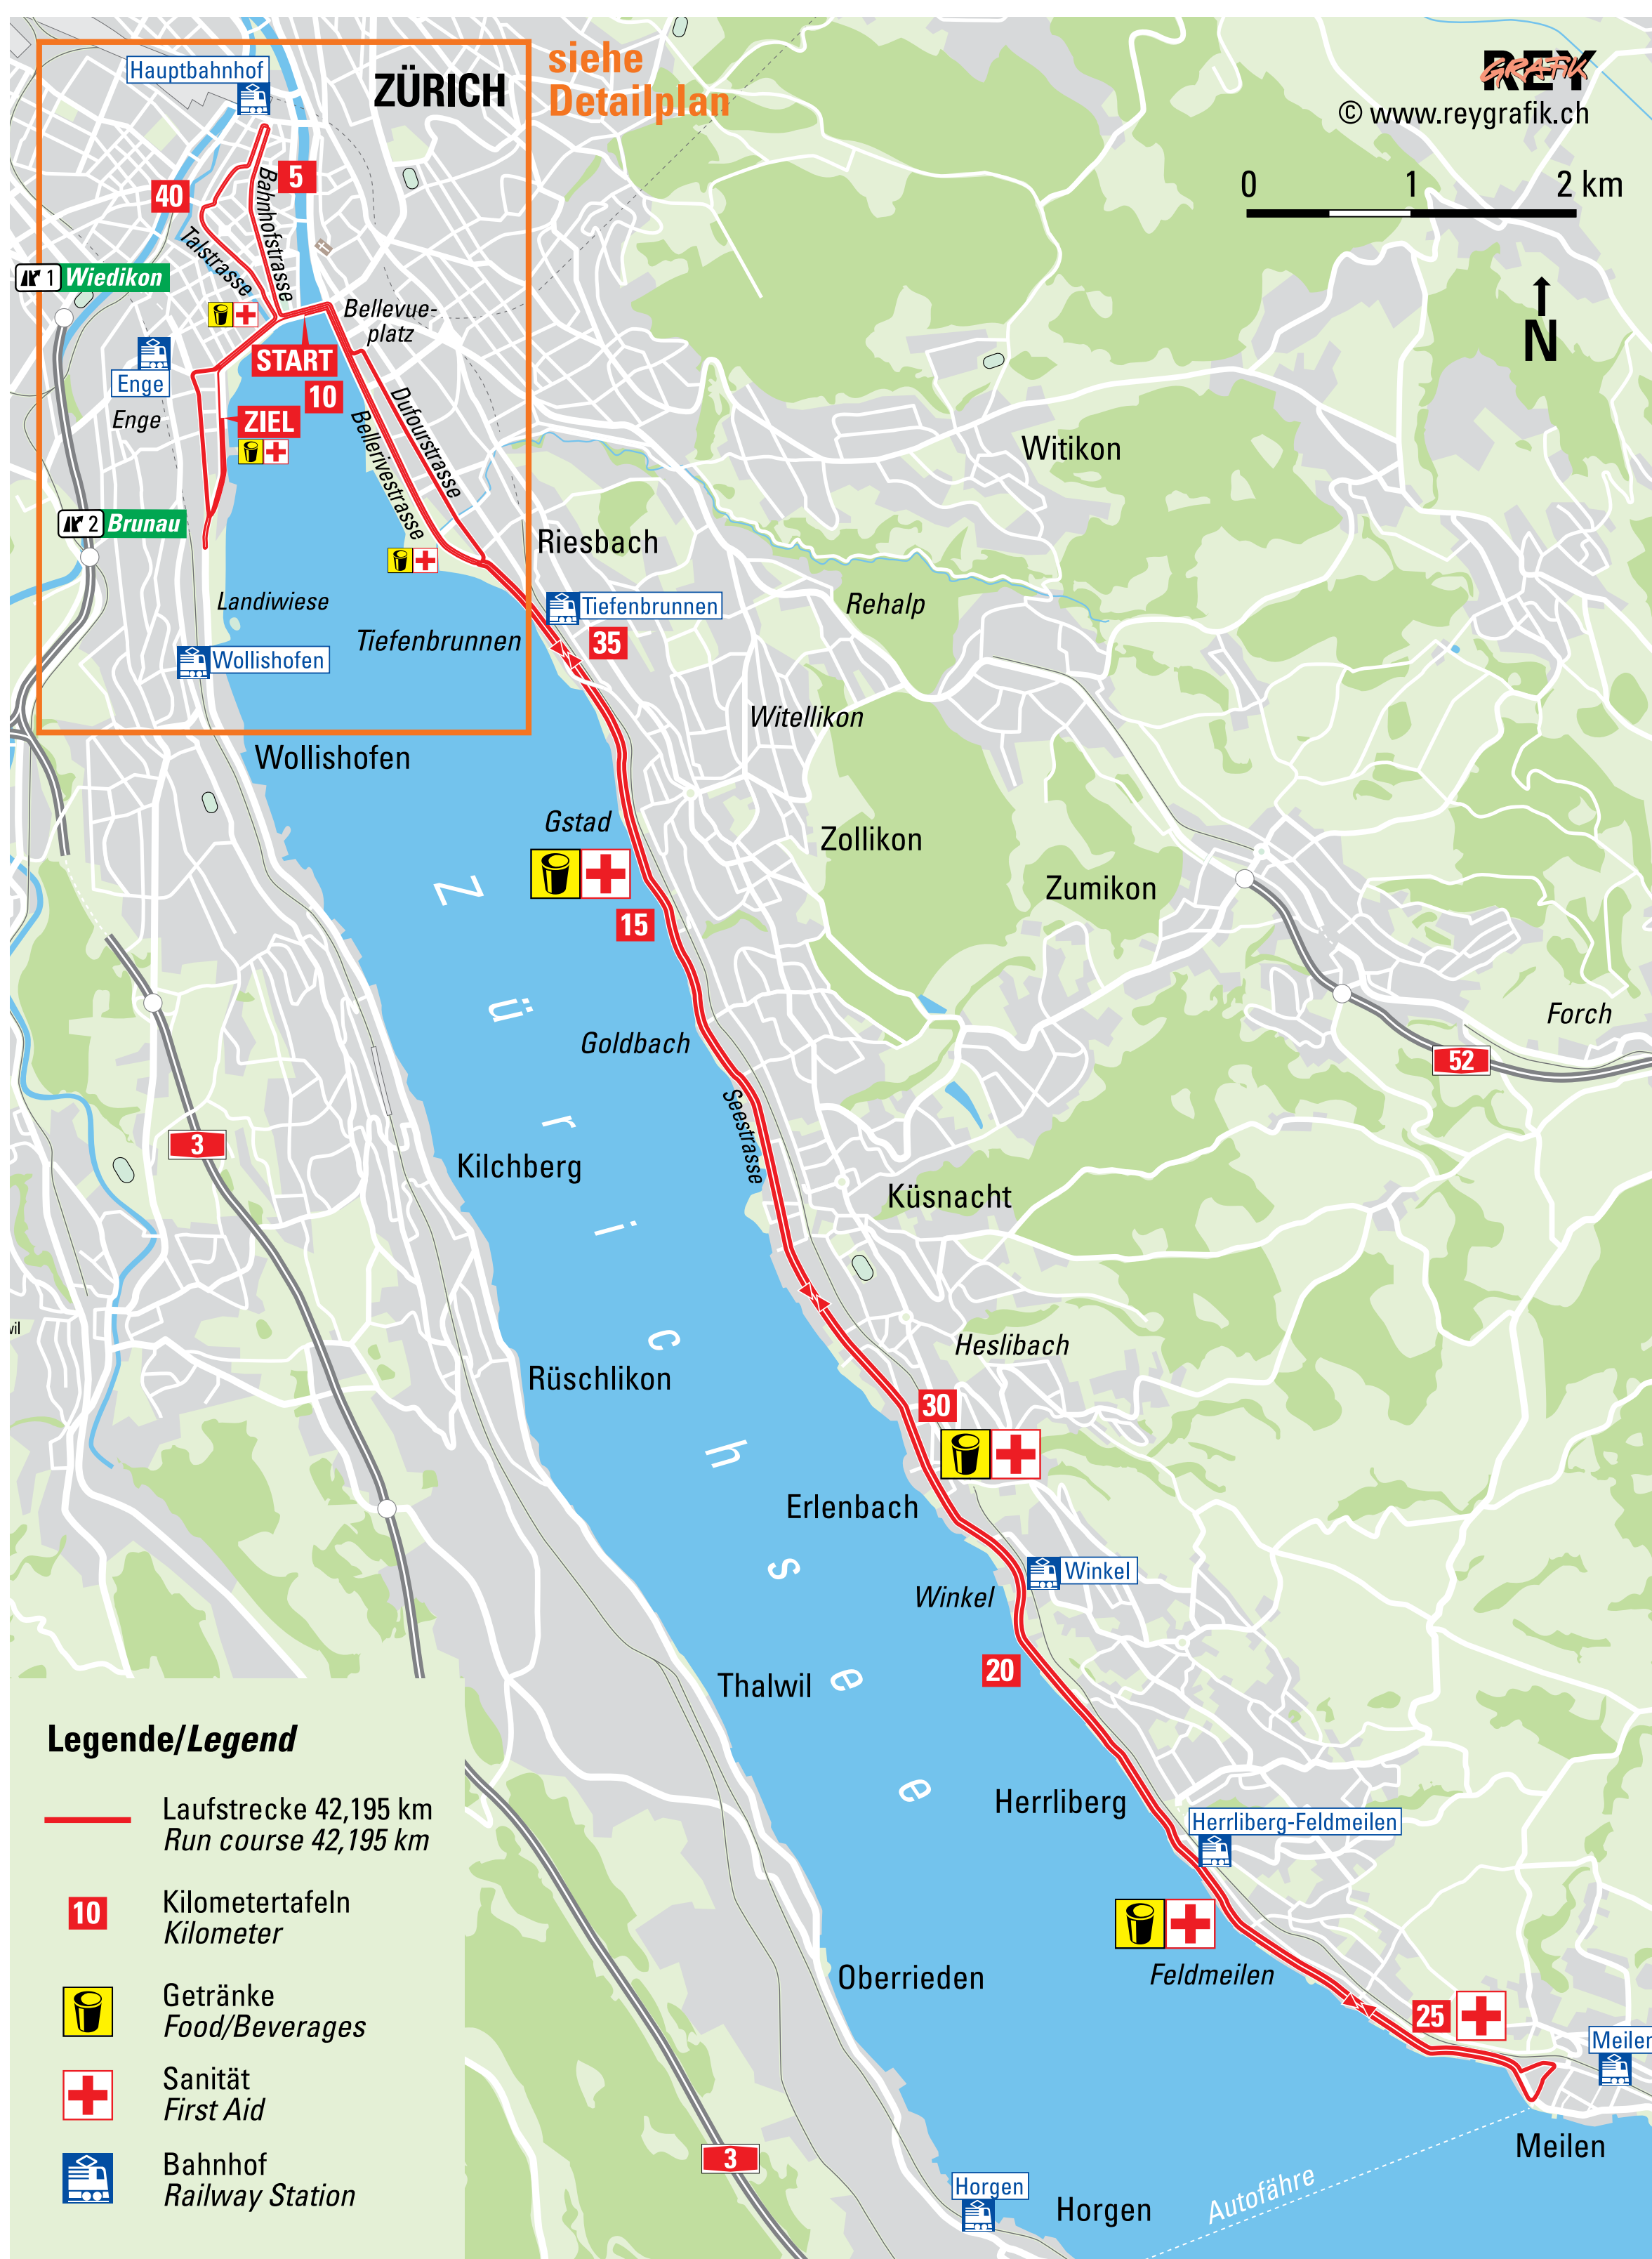 Hauptbahnhof
ZÜRICH
siehe
Detailplan
REY
GRAFIK
© www.reygrafik.ch
0 1 2 km
N
5
40
Bahnhofstrasse
Talstrasse
1 Wiedikon
Bellevue-
platz
START
10
Enge
Enge
ZIEL
Dufourstrasse
Bellerivestrasse
2 Brunau
Witikon
Riesbach
Landiwiese
Tiefenbrunnen
Tiefenbrunnen
35
Rehalp
Wollishofen
Wollishofen
Witellikon
Gstad
Zollikon
Zumikon
15
Forch
52
Goldbach
Seestrasse
3
Kilchberg
Küsnacht
wil
Zürichsee
Heslibach
Rüschlikon
30
Erlenbach
Winkel
Winkel
20
Thalwil
Herrliberg
Herrliberg-Feldmeilen
Feldmeilen
Oberrieden
25
Meilen
Meilen
Autofähre
Horgen
Horgen
3
Legende/Legend
Laufstrecke 42,195 km
Run course 42,195 km
10
Kilometertafeln
Kilometer
Getränke
Food/Beverages
Sanität
First Aid
Bahnhof
Railway Station